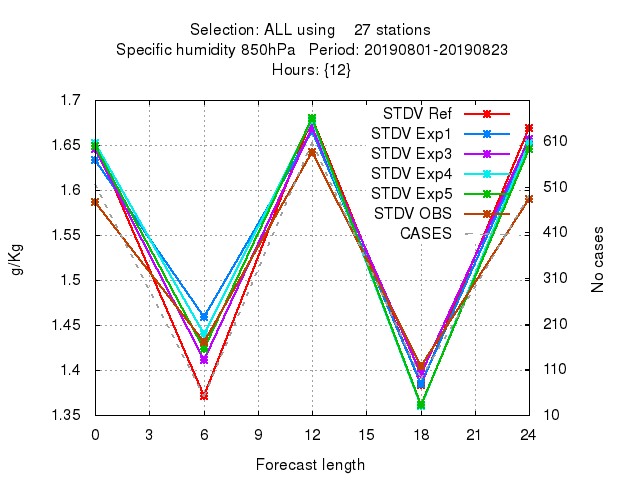 Selection: ALL using    27 stations
Specific humidity 850hPa   Period: 20190801-20190823
Hours: {12}
STDV Ref
STDV Exp1
STDV Exp3
STDV Exp4
STDV Exp5
STDV OBS
CASES
1.7
1.65
1.6
1.55
1.5
1.45
1.4
1.35
g/Kg
610
510
410
310
210
110
10
No cases
0 3 6 9 12 15 18 21 24
Forecast length